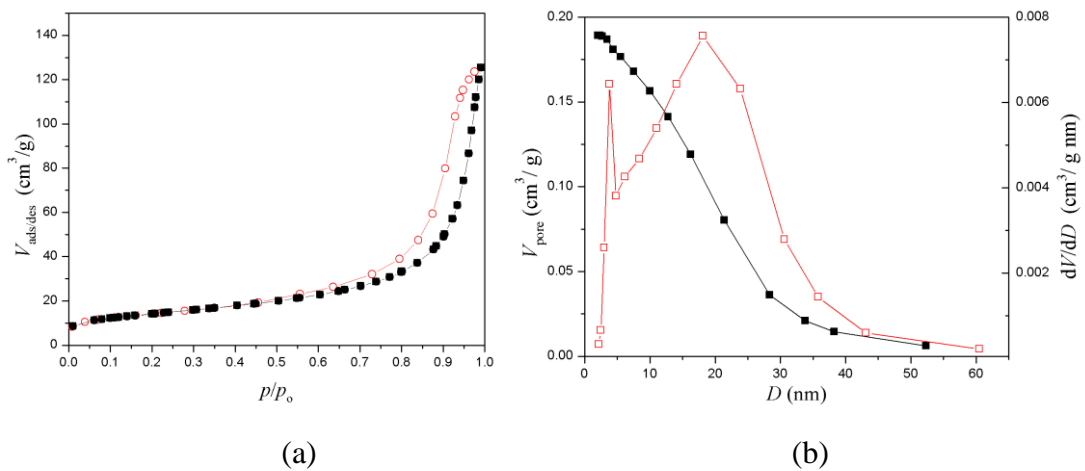 140
120
100
80
60
40
20
0
V_ads/des (cm³/g)
0.0 0.1 0.2 0.3 0.4 0.5 0.6 0.7 0.8 0.9 1.0
p/p_o
(a)
0.20
0.15
0.10
0.05
0.00
V_pore (cm³/ g)
0 10 20 30 40 50 60
D (nm)
0.008
0.006
0.004
0.002
dV/dD (cm³/ g nm)
(b)